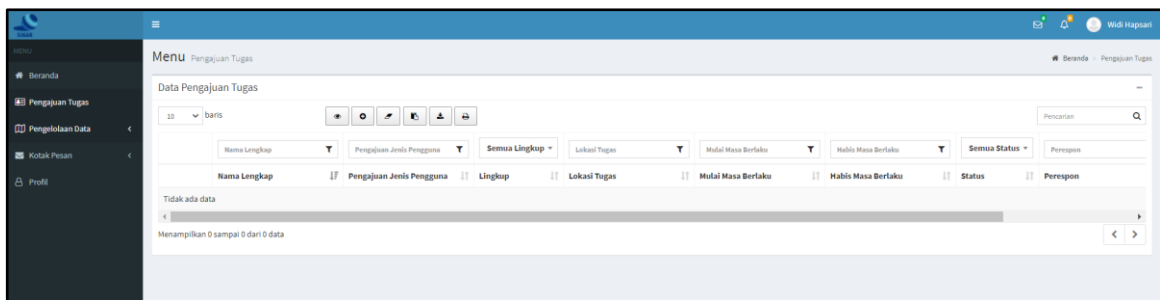 SINAR
Widi Hapsari
MENU
Beranda
Pengajuan Tugas
Pengelolaan Data
Kotak Pesan
Profil
Menu Pengajuan Tugas
Beranda > Pengajuan Tugas
Data Pengajuan Tugas
10 baris
Pencarian
Nama Lengkap Pengajuan Jenis Pengguna Semua Lingkup Lokasi Tugas Mulai Masa Berlaku Habis Masa Berlaku Semua Status Perespon
Nama Lengkap Pengajuan Jenis Pengguna Lingkup Lokasi Tugas Mulai Masa Berlaku Habis Masa Berlaku Status Perespon
Tidak ada data
Menampilkan 0 sampai 0 dari 0 data